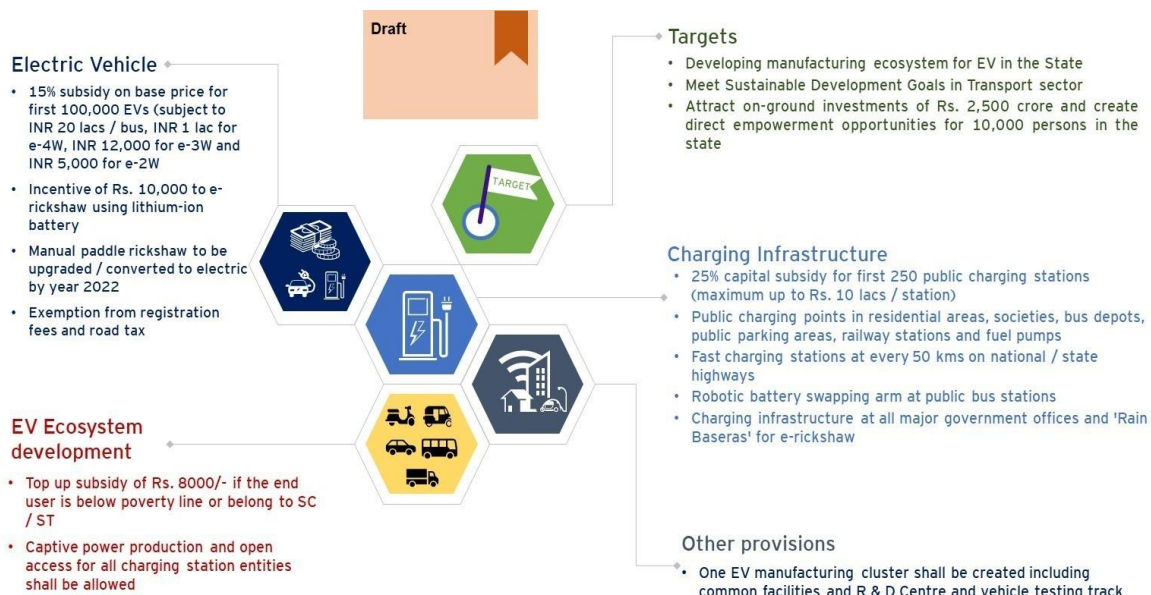 Draft
Electric Vehicle
• 15% subsidy on base price for
first 100,000 EVs (subject to
INR 20 lacs / bus, INR 1 lac for
e-4W, INR 12,000 for e-3W and
INR 5,000 for e-2W
• Incentive of Rs. 10,000 to e-
rickshaw using lithium-ion
battery
• Manual paddle rickshaw to be
upgraded / converted to electric
by year 2022
• Exemption from registration
fees and road tax
EV Ecosystem
development
• Top up subsidy of Rs. 8000/- if the end
user is below poverty line or belong to SC
/ ST
• Captive power production and open
access for all charging station entities
shall be allowed
TARGET
Targets
• Developing manufacturing ecosystem for EV in the State
• Meet Sustainable Development Goals in Transport sector
• Attract on-ground investments of Rs. 2,500 crore and create
direct empowerment opportunities for 10,000 persons in the
state
Charging Infrastructure
• 25% capital subsidy for first 250 public charging stations
(maximum up to Rs. 10 lacs / station)
• Public charging points in residential areas, societies, bus depots,
public parking areas, railway stations and fuel pumps
• Fast charging stations at every 50 kms on national / state
highways
• Robotic battery swapping arm at public bus stations
• Charging infrastructure at all major government offices and 'Rain
Baseras' for e-rickshaw
Other provisions
• One EV manufacturing cluster shall be created including
common facilities and R & D Centre and vehicle testing track